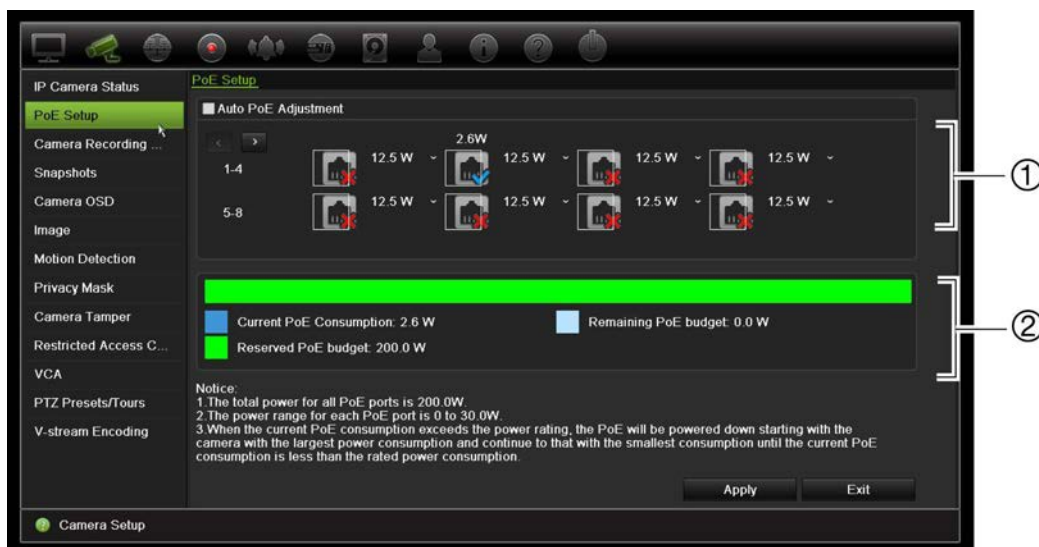 IP Camera Status
PoE Setup
Camera Recording ...
Snapshots
Camera OSD
Image
Motion Detection
Privacy Mask
Camera Tamper
Restricted Access C...
VCA
PTZ Presets/Tours
V-stream Encoding
PoE Setup
Auto PoE Adjustment
< >
2.6W
1-4 12.5 W 12.5 W 12.5 W 12.5 W
5-8 12.5 W 12.5 W 12.5 W 12.5 W
①
Current PoE Consumption: 2.6 W Remaining PoE budget: 0.0 W
Reserved PoE budget: 200.0 W
②
Notice:
1.The total power for all PoE ports is 200.0W.
2.The power range for each PoE port is 0 to 30.0W.
3.When the current PoE consumption exceeds the power rating, the PoE will be powered down starting with the
camera with the largest power consumption and continue to that with the smallest consumption until the current PoE
consumption is less than the rated power consumption.
Apply Exit
Camera Setup